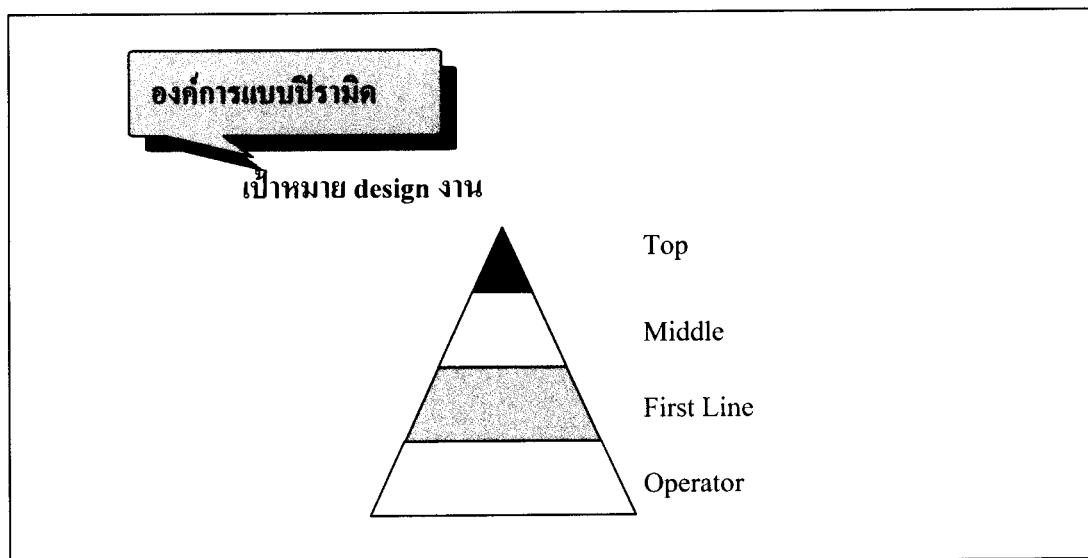 องค์การแบบปิรามิด
เป้าหมาย design งาน
Top
Middle
First Line
Operator